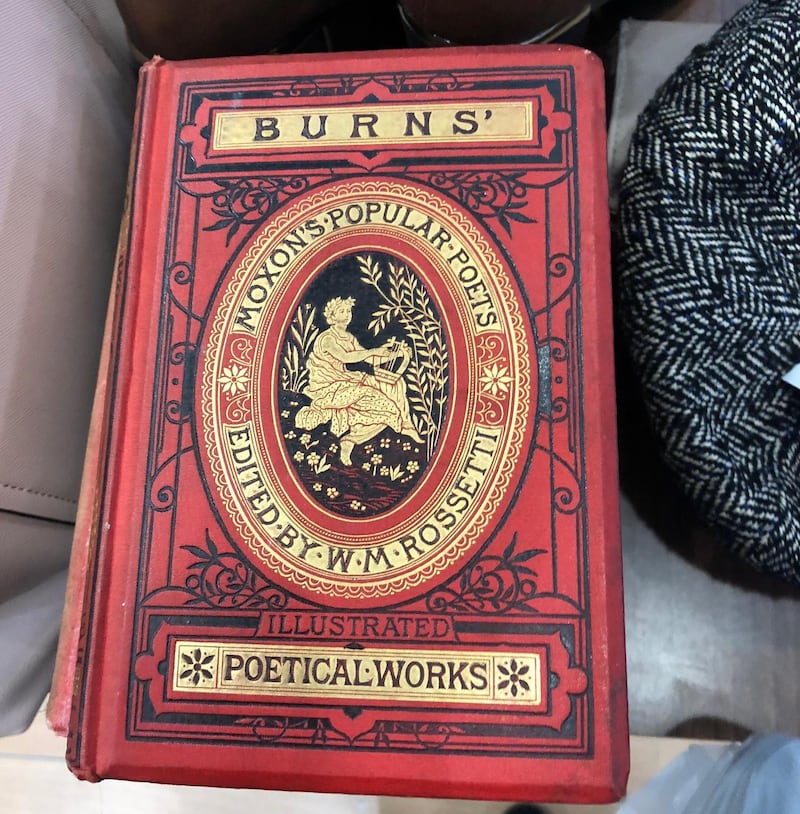 BURNS'
MOXON'S·POPULAR·POETS
EDITED·BY·W·M·ROSSETTI
ILLUSTRATED
POETICAL·WORKS